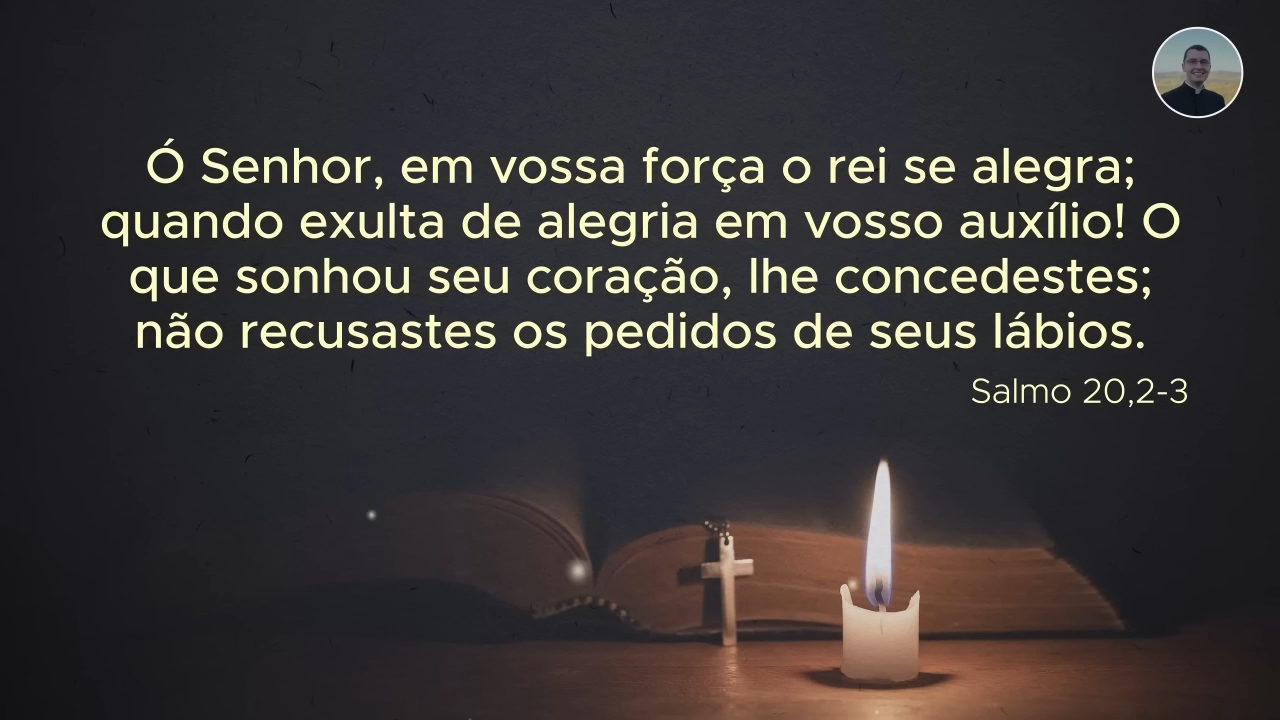 Ó Senhor, em vossa força o rei se alegra;
quando exulta de alegria em vosso auxílio! O
que sonhou seu coração, lhe concedestes;
não recusastes os pedidos de seus lábios.
Salmo 20,2-3